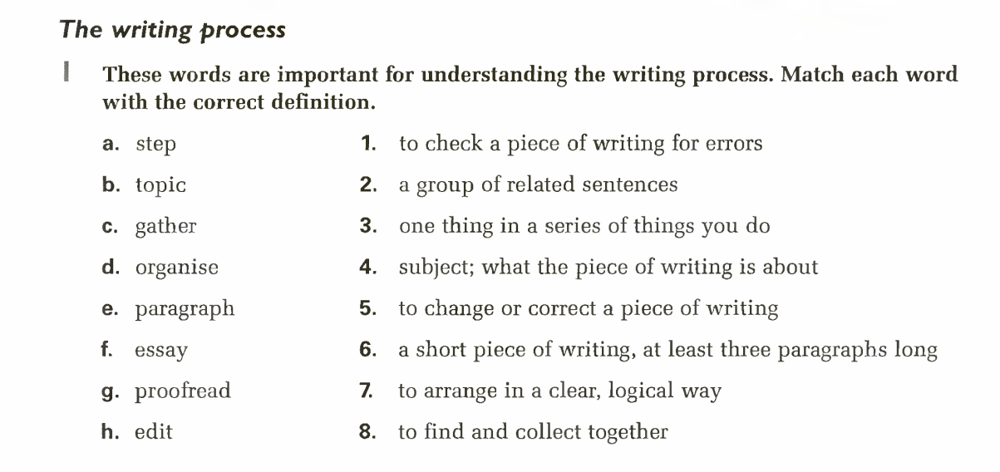 The writing process
1 These words are important for understanding the writing process. Match each word
with the correct definition.
a. step 1. to check a piece of writing for errors
b. topic 2. a group of related sentences
c. gather 3. one thing in a series of things you do
d. organise 4. subject; what the piece of writing is about
e. paragraph 5. to change or correct a piece of writing
f. essay 6. a short piece of writing, at least three paragraphs long
g. proofread 7. to arrange in a clear, logical way
h. edit 8. to find and collect together